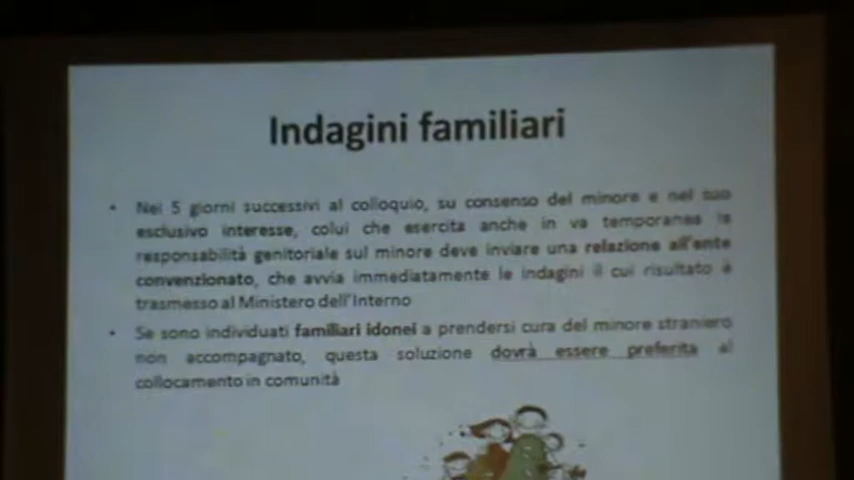 Indagini familiari
• Nei 5 giorni successivi al colloquio, su consenso del minore e nel suo
esclusivo interesse, colui che esercita anche in va temporanea la
responsabilità genitoriale sul minore deve inviare una relazione all'ente
convenzionato, che avvia immediatamente le indagini il cui risultato è
trasmesso al Ministero dell'Interno
• Se sono individuati familiari idonei a prendersi cura del minore straniero
non accompagnato, questa soluzione dovrà essere preferita al
collocamento in comunità